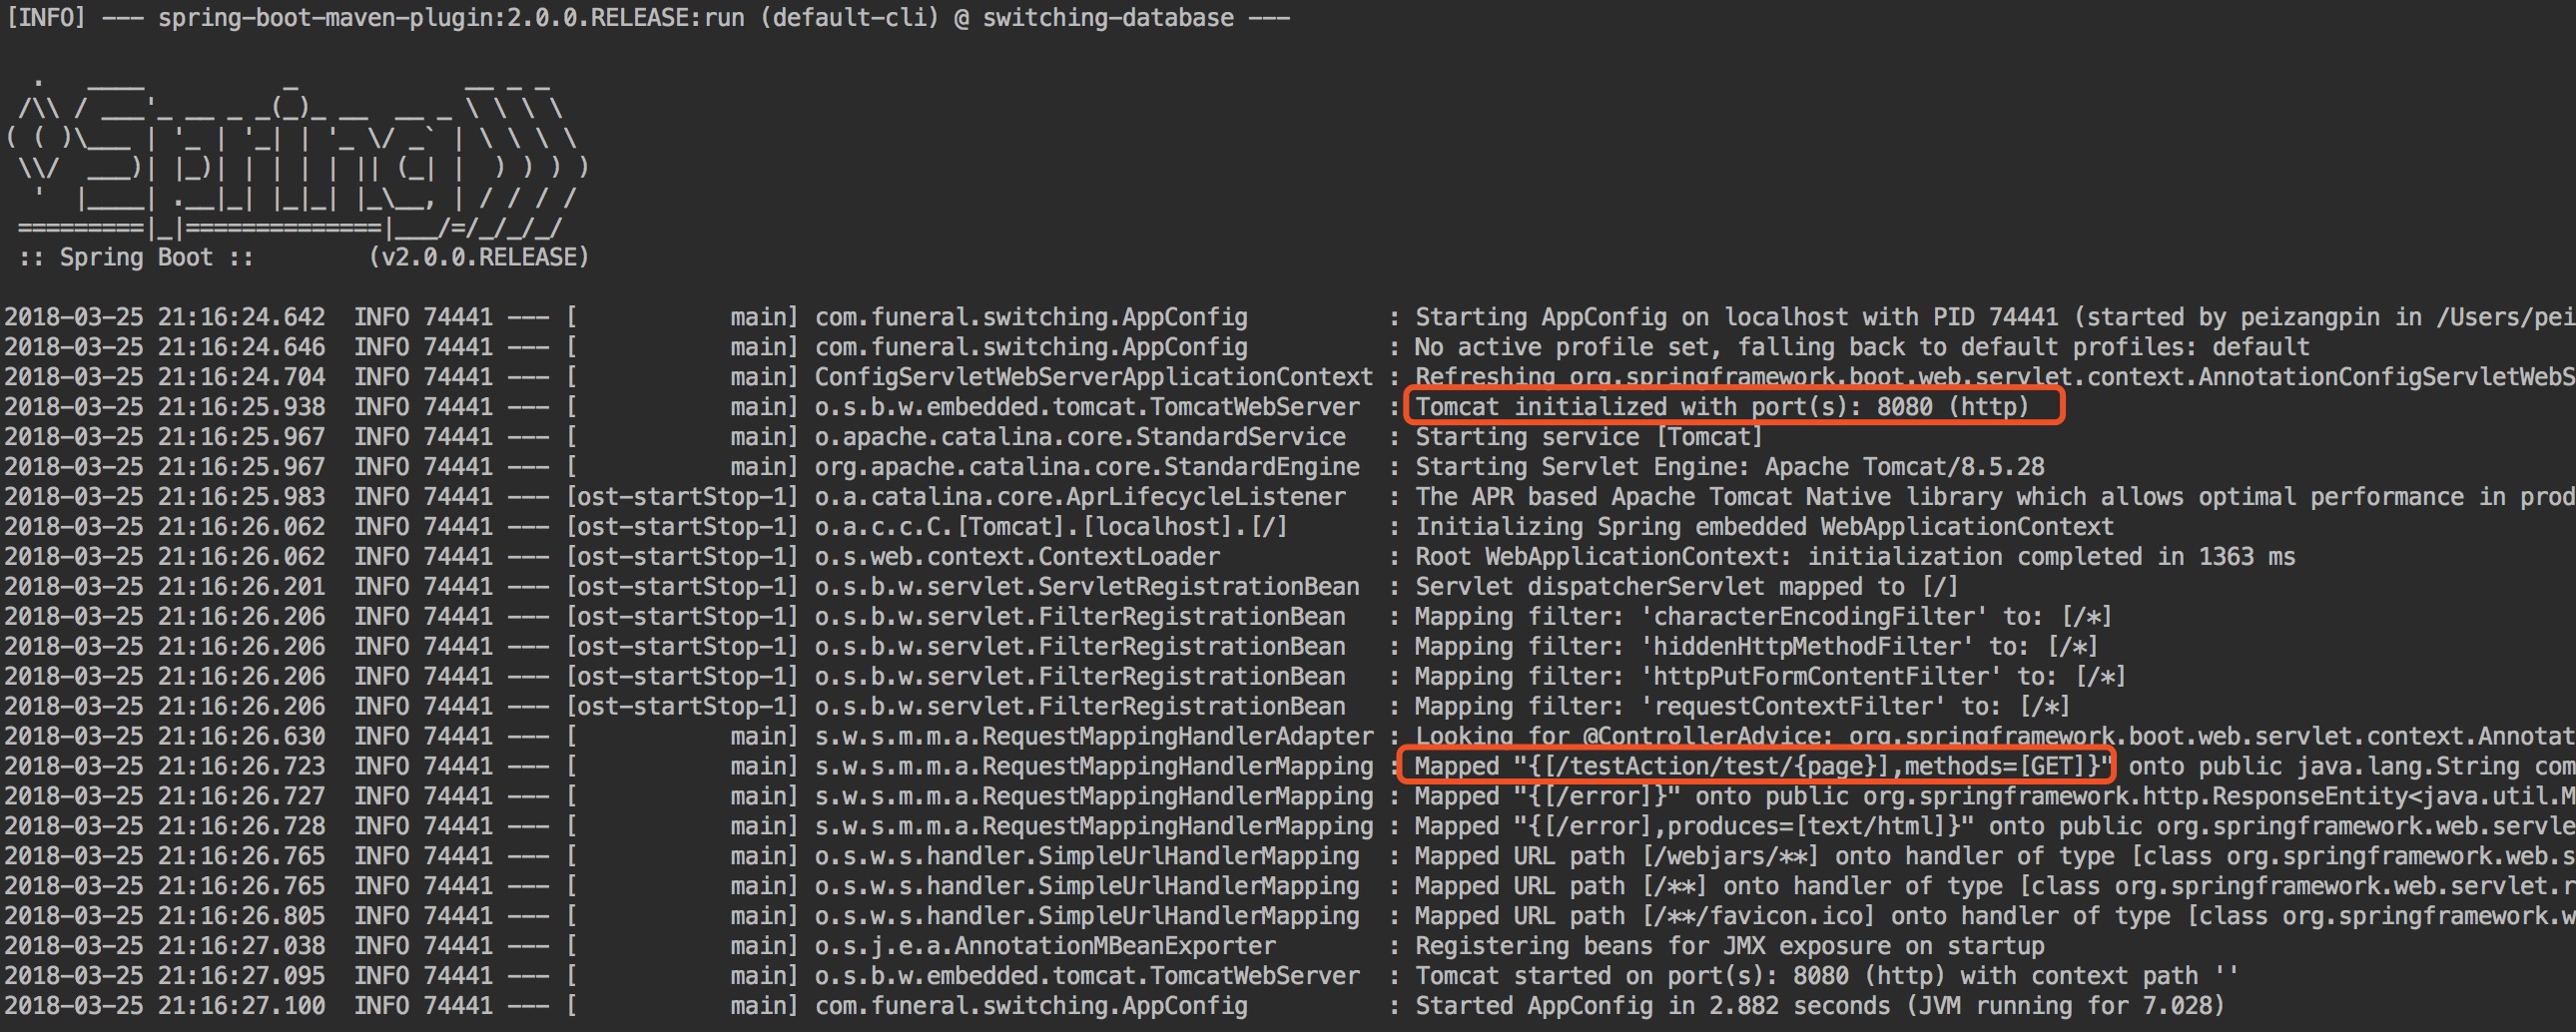 [INFO] --- spring-boot-maven-plugin:2.0.0.RELEASE:run (default-cli) @ switching-database ---
  .   ____          _            __ _ _
 /\\ / ___'_ __ _ _(_)_ __  __ _ \ \ \ \
( ( )\___ | '_ | '_| | '_ \/ _` | \ \ \ \
 \\/  ___)| |_)| | | | | || (_| |  ) ) ) )
  '  |____| .__|_| |_|_| |_\__, | / / / /
 =========|_|==============|___/=/_/_/_/
 :: Spring Boot ::        (v2.0.0.RELEASE)
2018-03-25 21:16:24.642  INFO 74441 --- [           main] com.funeral.switching.AppConfig          : Starting AppConfig on localhost with PID 74441 (started by peizangpin in /Users/pei
2018-03-25 21:16:24.646  INFO 74441 --- [           main] com.funeral.switching.AppConfig          : No active profile set, falling back to default profiles: default
2018-03-25 21:16:24.704  INFO 74441 --- [           main] ConfigServletWebServerApplicationContext : Refreshing org.springframework.boot.web.servlet.context.AnnotationConfigServletWebS
2018-03-25 21:16:25.938  INFO 74441 --- [           main] o.s.b.w.embedded.tomcat.TomcatWebServer  : Tomcat initialized with port(s): 8080 (http)
2018-03-25 21:16:25.967  INFO 74441 --- [           main] o.apache.catalina.core.StandardService   : Starting service [Tomcat]
2018-03-25 21:16:25.967  INFO 74441 --- [           main] org.apache.catalina.core.StandardEngine  : Starting Servlet Engine: Apache Tomcat/8.5.28
2018-03-25 21:16:25.983  INFO 74441 --- [ost-startStop-1] o.a.catalina.core.AprLifecycleListener   : The APR based Apache Tomcat Native library which allows optimal performance in prod
2018-03-25 21:16:26.062  INFO 74441 --- [ost-startStop-1] o.a.c.c.C.[Tomcat].[localhost].[/]       : Initializing Spring embedded WebApplicationContext
2018-03-25 21:16:26.062  INFO 74441 --- [ost-startStop-1] o.s.web.context.ContextLoader            : Root WebApplicationContext: initialization completed in 1363 ms
2018-03-25 21:16:26.201  INFO 74441 --- [ost-startStop-1] o.s.b.w.servlet.ServletRegistrationBean  : Servlet dispatcherServlet mapped to [/]
2018-03-25 21:16:26.206  INFO 74441 --- [ost-startStop-1] o.s.b.w.servlet.FilterRegistrationBean   : Mapping filter: 'characterEncodingFilter' to: [/*]
2018-03-25 21:16:26.206  INFO 74441 --- [ost-startStop-1] o.s.b.w.servlet.FilterRegistrationBean   : Mapping filter: 'hiddenHttpMethodFilter' to: [/*]
2018-03-25 21:16:26.206  INFO 74441 --- [ost-startStop-1] o.s.b.w.servlet.FilterRegistrationBean   : Mapping filter: 'httpPutFormContentFilter' to: [/*]
2018-03-25 21:16:26.206  INFO 74441 --- [ost-startStop-1] o.s.b.w.servlet.FilterRegistrationBean   : Mapping filter: 'requestContextFilter' to: [/*]
2018-03-25 21:16:26.630  INFO 74441 --- [           main] s.w.s.m.m.a.RequestMappingHandlerAdapter : Looking for @ControllerAdvice: org.springframework.boot.web.servlet.context.Annotat
2018-03-25 21:16:26.723  INFO 74441 --- [           main] s.w.s.m.m.a.RequestMappingHandlerMapping : Mapped "{[/testAction/test/{page}],methods=[GET]}" onto public java.lang.String com
2018-03-25 21:16:26.727  INFO 74441 --- [           main] s.w.s.m.m.a.RequestMappingHandlerMapping : Mapped "{[/error]}" onto public org.springframework.http.ResponseEntity<java.util.M
2018-03-25 21:16:26.728  INFO 74441 --- [           main] s.w.s.m.m.a.RequestMappingHandlerMapping : Mapped "{[/error],produces=[text/html]}" onto public org.springframework.web.servle
2018-03-25 21:16:26.765  INFO 74441 --- [           main] o.s.w.s.handler.SimpleUrlHandlerMapping  : Mapped URL path [/webjars/**] onto handler of type [class org.springframework.web.s
2018-03-25 21:16:26.765  INFO 74441 --- [           main] o.s.w.s.handler.SimpleUrlHandlerMapping  : Mapped URL path [/**] onto handler of type [class org.springframework.web.servlet.r
2018-03-25 21:16:26.805  INFO 74441 --- [           main] o.s.w.s.handler.SimpleUrlHandlerMapping  : Mapped URL path [/**/favicon.ico] onto handler of type [class org.springframework.w
2018-03-25 21:16:27.038  INFO 74441 --- [           main] o.s.j.e.a.AnnotationMBeanExporter        : Registering beans for JMX exposure on startup
2018-03-25 21:16:27.095  INFO 74441 --- [           main] o.s.b.w.embedded.tomcat.TomcatWebServer  : Tomcat started on port(s): 8080 (http) with context path ''
2018-03-25 21:16:27.100  INFO 74441 --- [           main] com.funeral.switching.AppConfig          : Started AppConfig in 2.882 seconds (JVM running for 7.028)